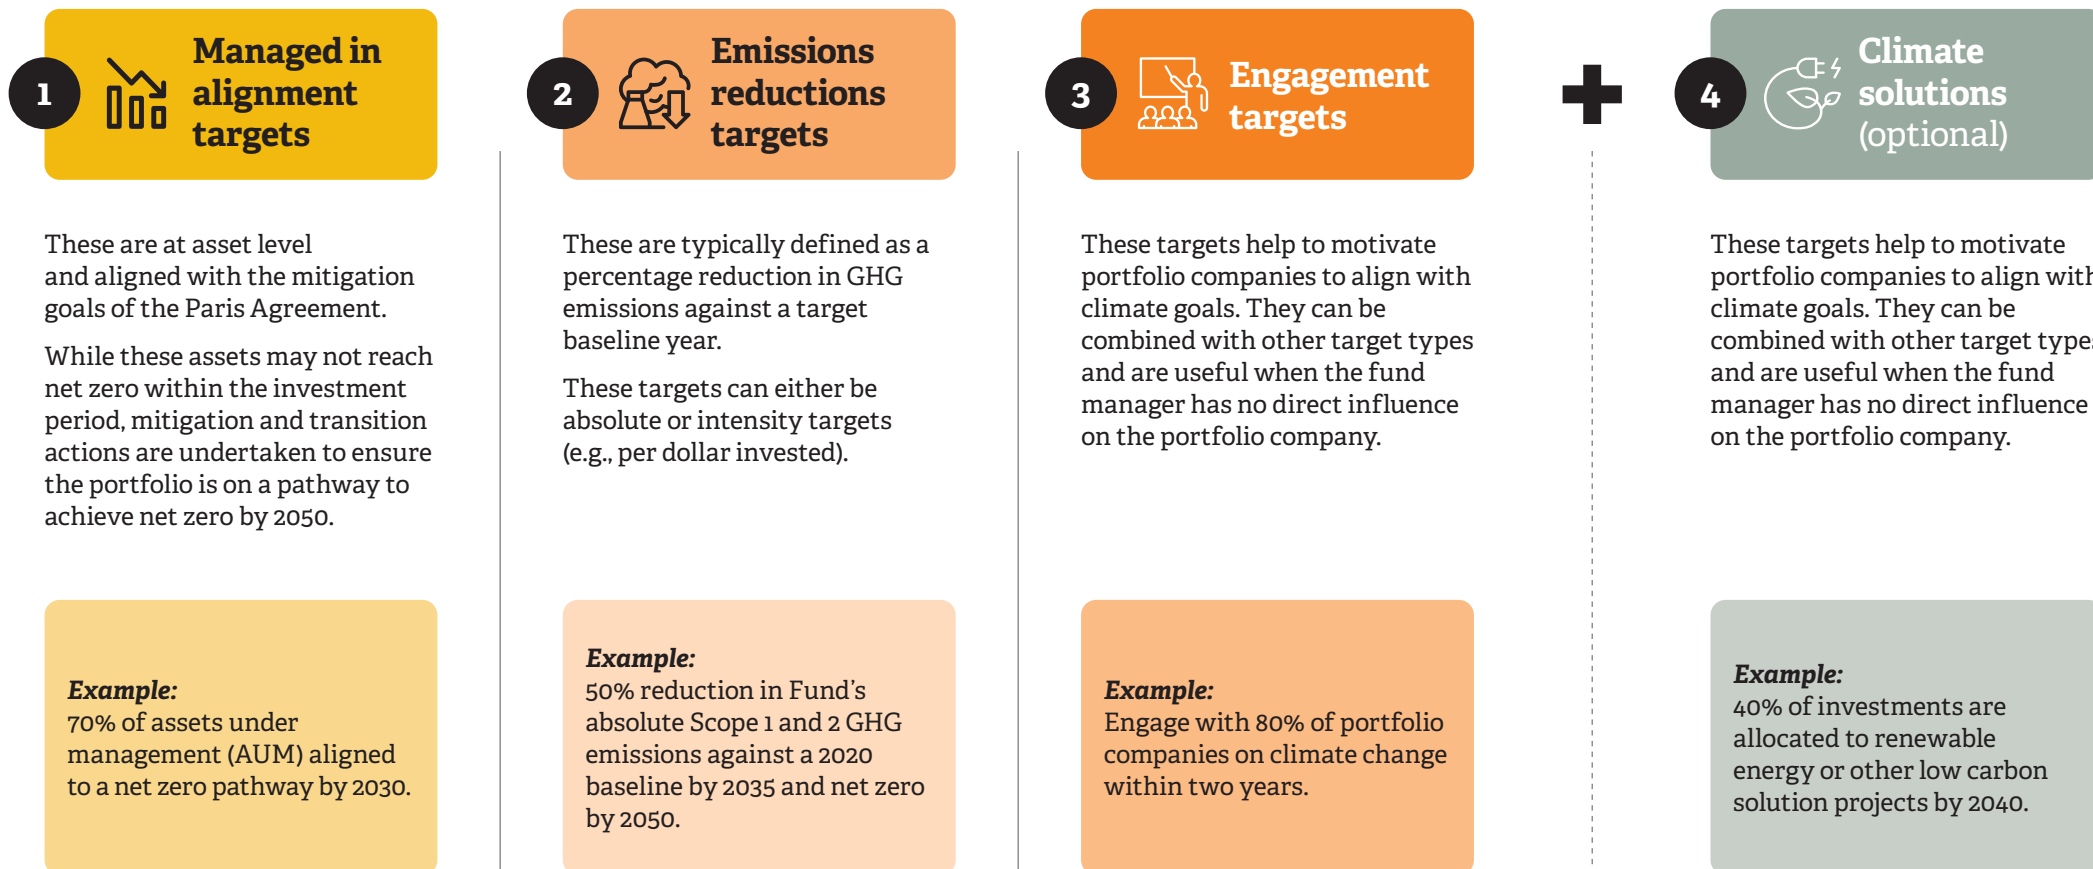 1
Managed in
alignment
targets
These are at asset level
and aligned with the mitigation
goals of the Paris Agreement.
While these assets may not reach
net zero within the investment
period, mitigation and transition
actions are undertaken to ensure
the portfolio is on a pathway to
achieve net zero by 2050.
Example:
70% of assets under
management (AUM) aligned
to a net zero pathway by 2030.
2
Emissions
reductions
targets
These are typically defined as a
percentage reduction in GHG
emissions against a target
baseline year.
These targets can either be
absolute or intensity targets
(e.g., per dollar invested).
Example:
50% reduction in Fund's
absolute Scope 1 and 2 GHG
emissions against a 2020
baseline by 2035 and net zero
by 2050.
3
Engagement
targets
These targets help to motivate
portfolio companies to align with
climate goals. They can be
combined with other target types
and are useful when the fund
manager has no direct influence
on the portfolio company.
Example:
Engage with 80% of portfolio
companies on climate change
within two years.
4
Climate
solutions
(optional)
These targets help to motivate
portfolio companies to align with
climate goals. They can be
combined with other target types
and are useful when the fund
manager has no direct influence
on the portfolio company.
Example:
40% of investments are
allocated to renewable
energy or other low carbon
solution projects by 2040.